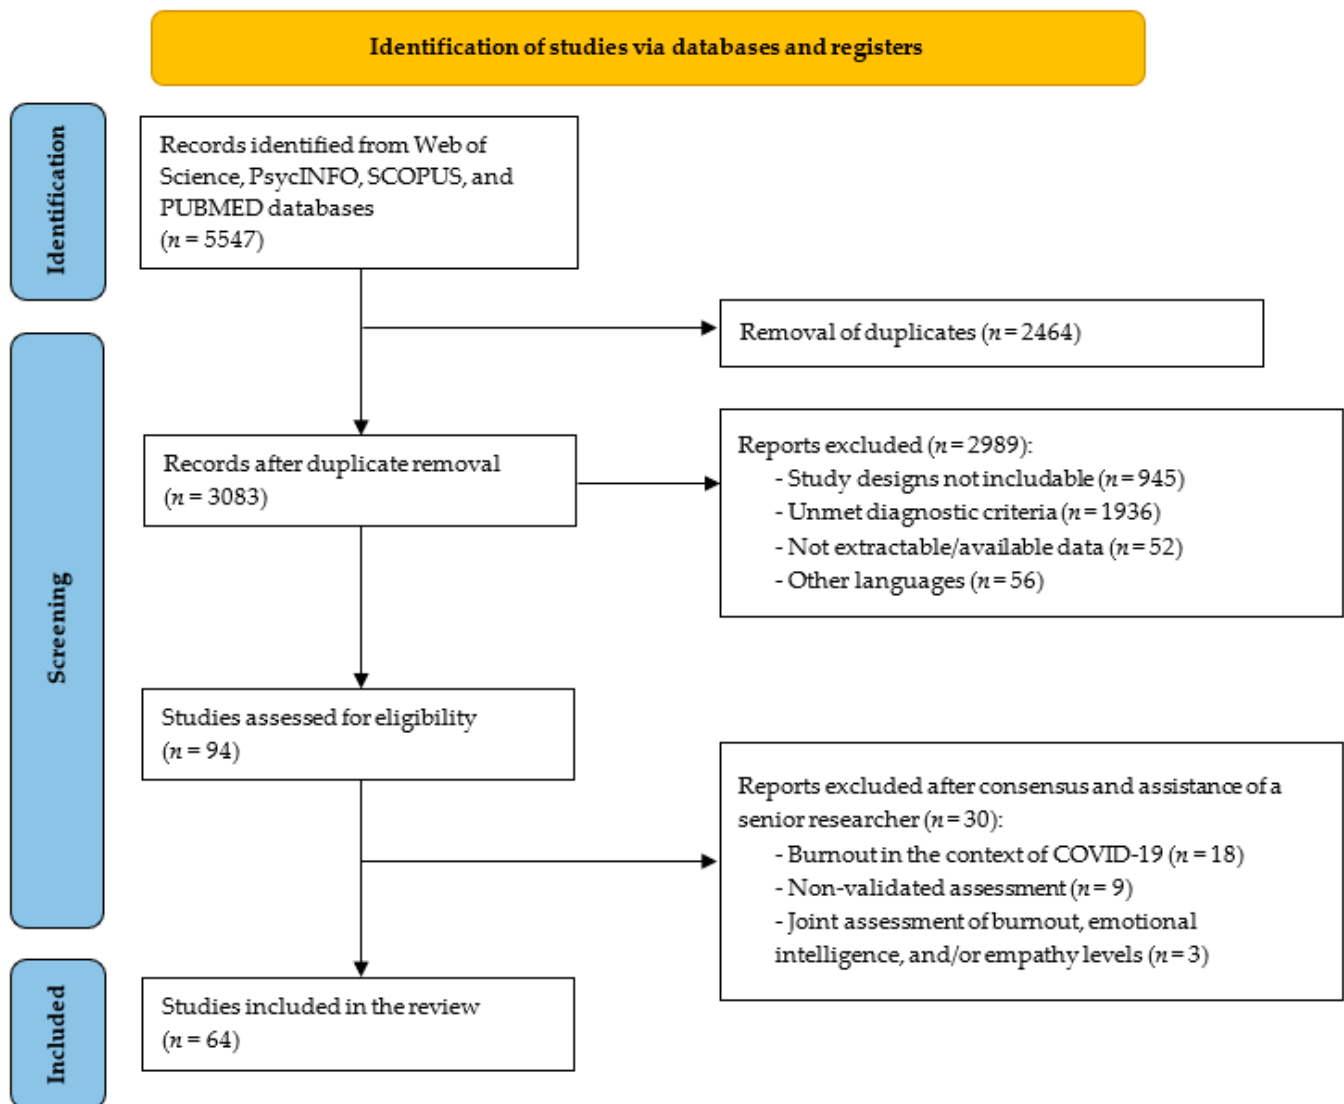 Identification of studies via databases and registers
Identification
Records identified from Web of
Science, PsycINFO, SCOPUS, and
PUBMED databases
(n = 5547)
Removal of duplicates (n = 2464)
Screening
Records after duplicate removal
(n = 3083)
Reports excluded (n = 2989):
- Study designs not includable (n = 945)
- Unmet diagnostic criteria (n = 1936)
- Not extractable/available data (n = 52)
- Other languages (n = 56)
Studies assessed for eligibility
(n = 94)
Reports excluded after consensus and assistance of a
senior researcher (n = 30):
- Burnout in the context of COVID-19 (n = 18)
- Non-validated assessment (n = 9)
- Joint assessment of burnout, emotional
intelligence, and/or empathy levels (n = 3)
Included
Studies included in the review
(n = 64)